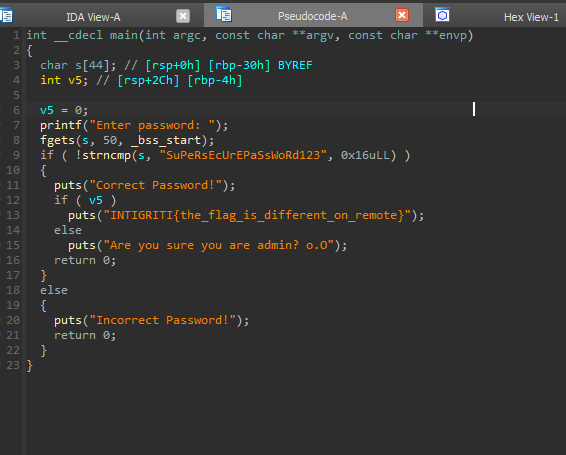 IDA View-A Pseudocode-A Hex View-1
1 int __cdecl main(int argc, const char **argv, const char **envp)
2 {
3 char s[44]; // [rsp+0h] [rbp-30h] BYREF
4 int v5; // [rsp+2Ch] [rbp-4h]
5
6 v5 = 0;
7 printf("Enter password: ");
8 fgets(s, 50, _bss_start);
9 if ( !strncmp(s, "SuPeRsEcUrEPaSsWoRd123", 0x16uLL) )
10 {
11 puts("Correct Password!");
12 if ( v5 )
13 puts("INTIGRITI{the_flag_is_different_on_remote}");
14 else
15 puts("Are you sure you are admin? o.O");
16 return 0;
17 }
18 else
19 {
20 puts("Incorrect Password!");
21 return 0;
22 }
23 }